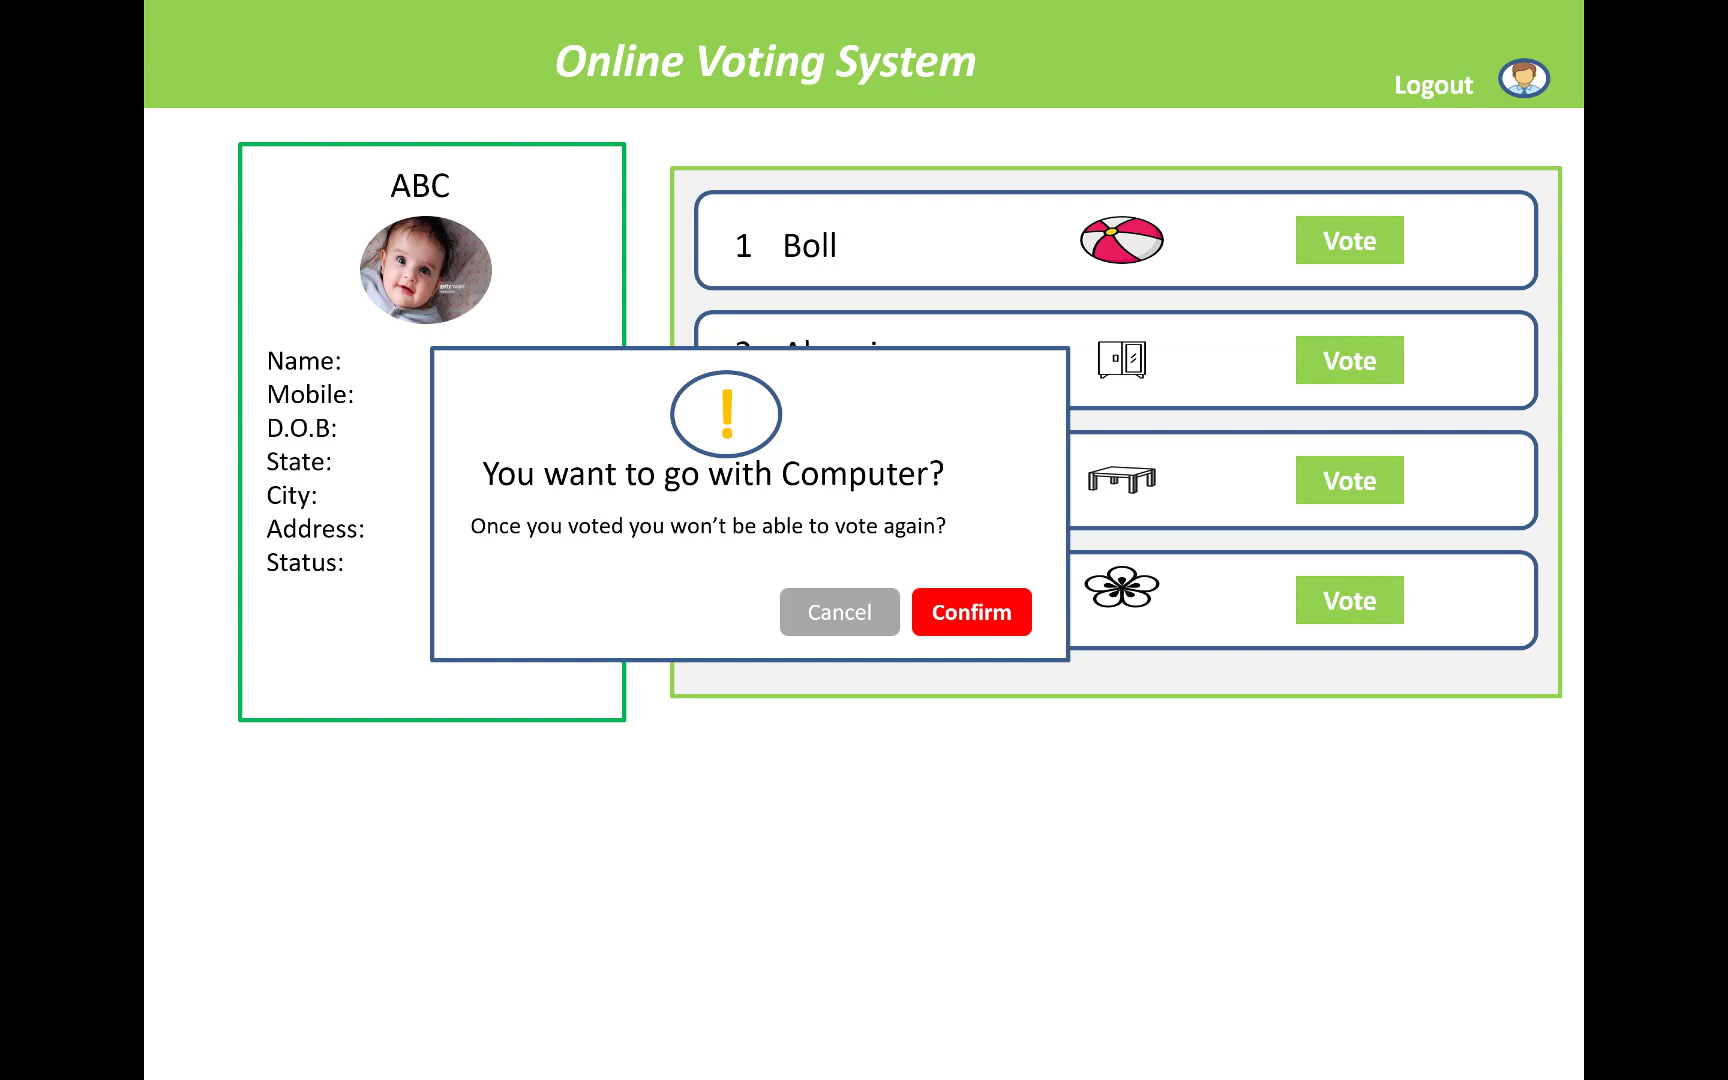 Online Voting System
Logout
ABC
gettyimages
Name:
Mobile:
D.O.B:
State:
City:
Address:
Status:
1 Boll Vote
Vote
Vote
Vote
!
You want to go with Computer?
Once you voted you won’t be able to vote again?
Cancel Confirm